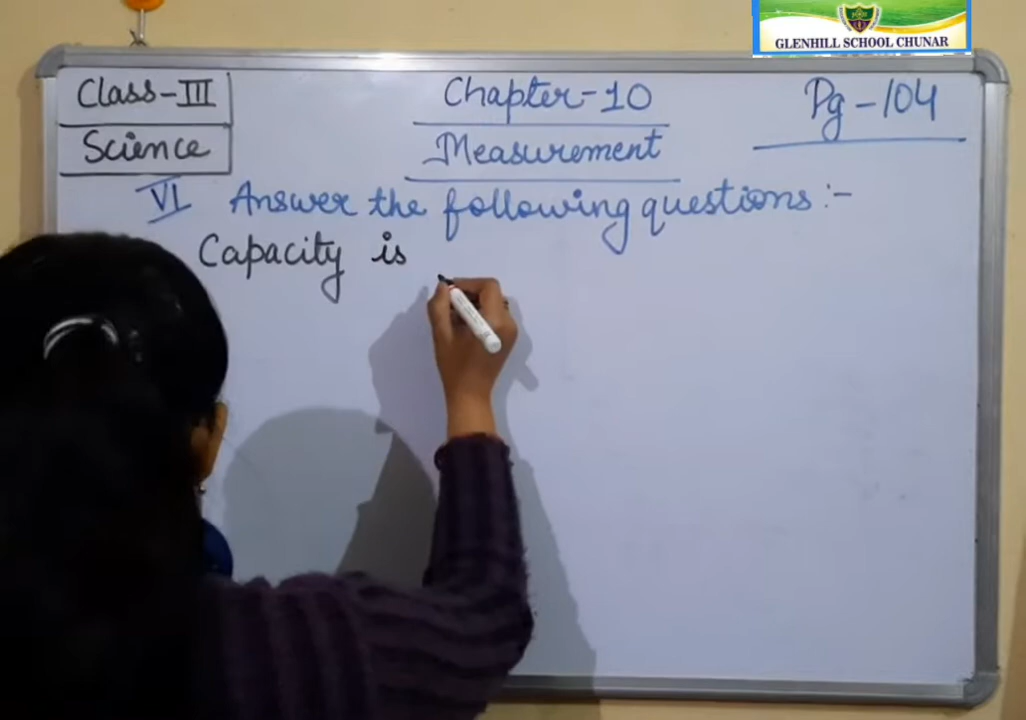 GLENHILL SCHOOL CHUNAR
Class-III
Science
Chapter-10
Measurement
Pg-104
VI Answer the following questions:-
Capacity is